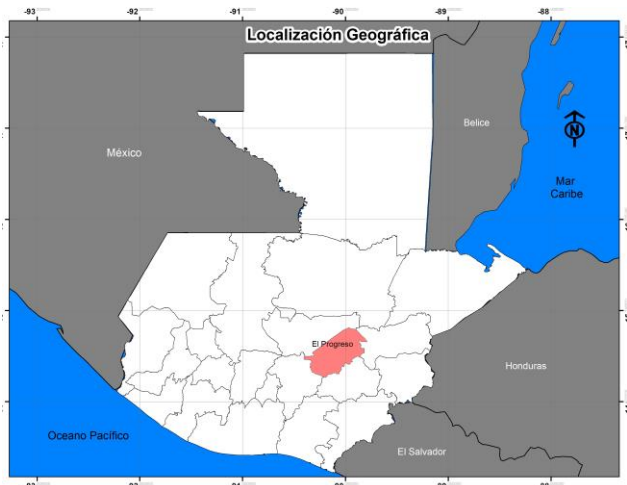 -93
-92
-91
-90
-89
-88
Localización Geográfica
N
Belice
México
Mar
Caribe
El Progreso
Honduras
Oceano Pacífico
El Salvador